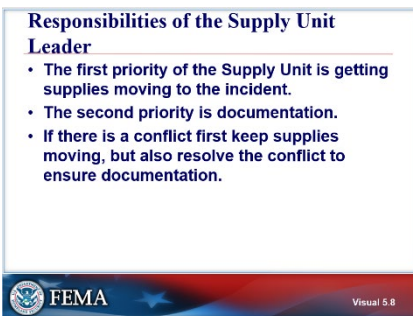 Responsibilities of the Supply Unit
Leader
• The first priority of the Supply Unit is getting
supplies moving to the incident.
• The second priority is documentation.
• If there is a conflict first keep supplies
moving, but also resolve the conflict to
ensure documentation.
FEMA
Visual 5.8